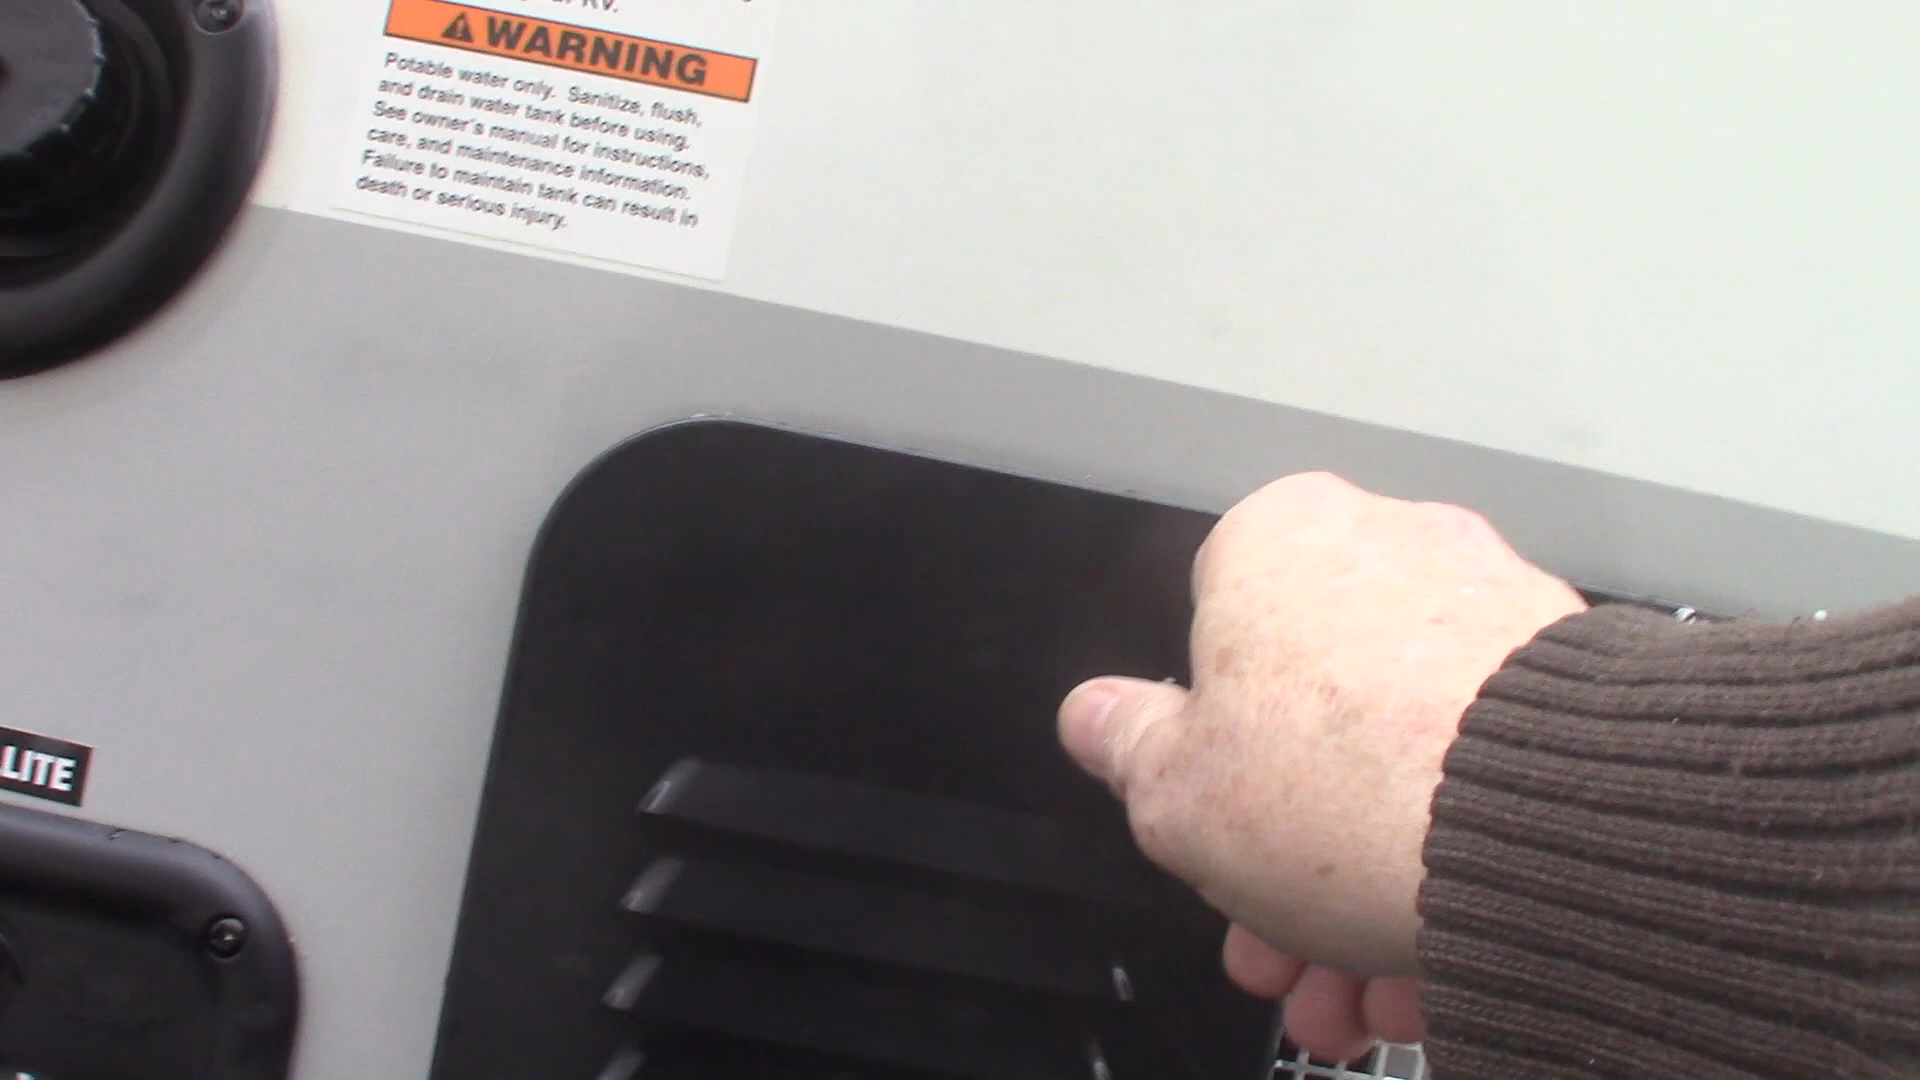 RV.
WARNING
Potable water only. Sanitize, flush,
and drain water tank before using.
See owner's manual for instructions,
care, and maintenance information.
Failure to maintain tank can result in
death or serious injury.
LITE